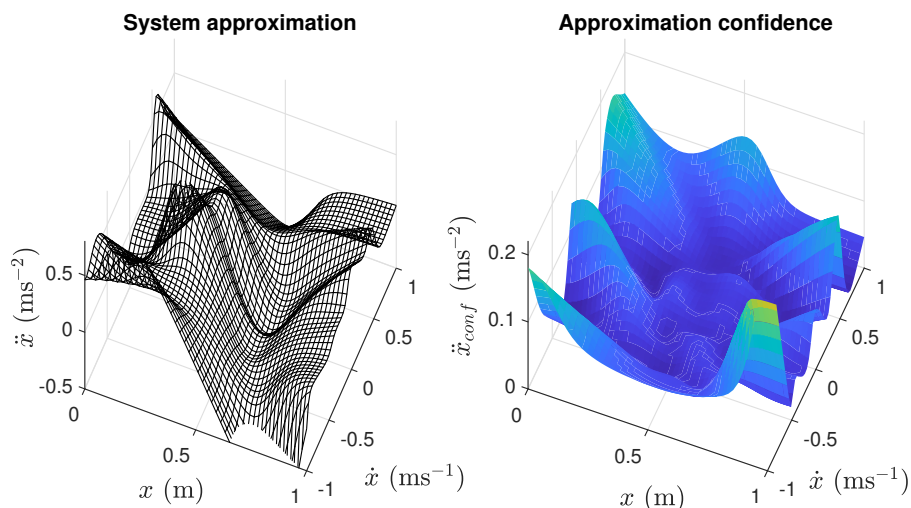 System approximation
ẍ (ms⁻²)
0.5
0
-0.5
0
0.5
1
x (m)
-1
-0.5
0
0.5
1
ẋ (ms⁻¹)
Approximation confidence
ẍ_conf (ms⁻²)
0.2
0.1
0
0
0.5
1
x (m)
-1
-0.5
0
0.5
1
ẋ (ms⁻¹)